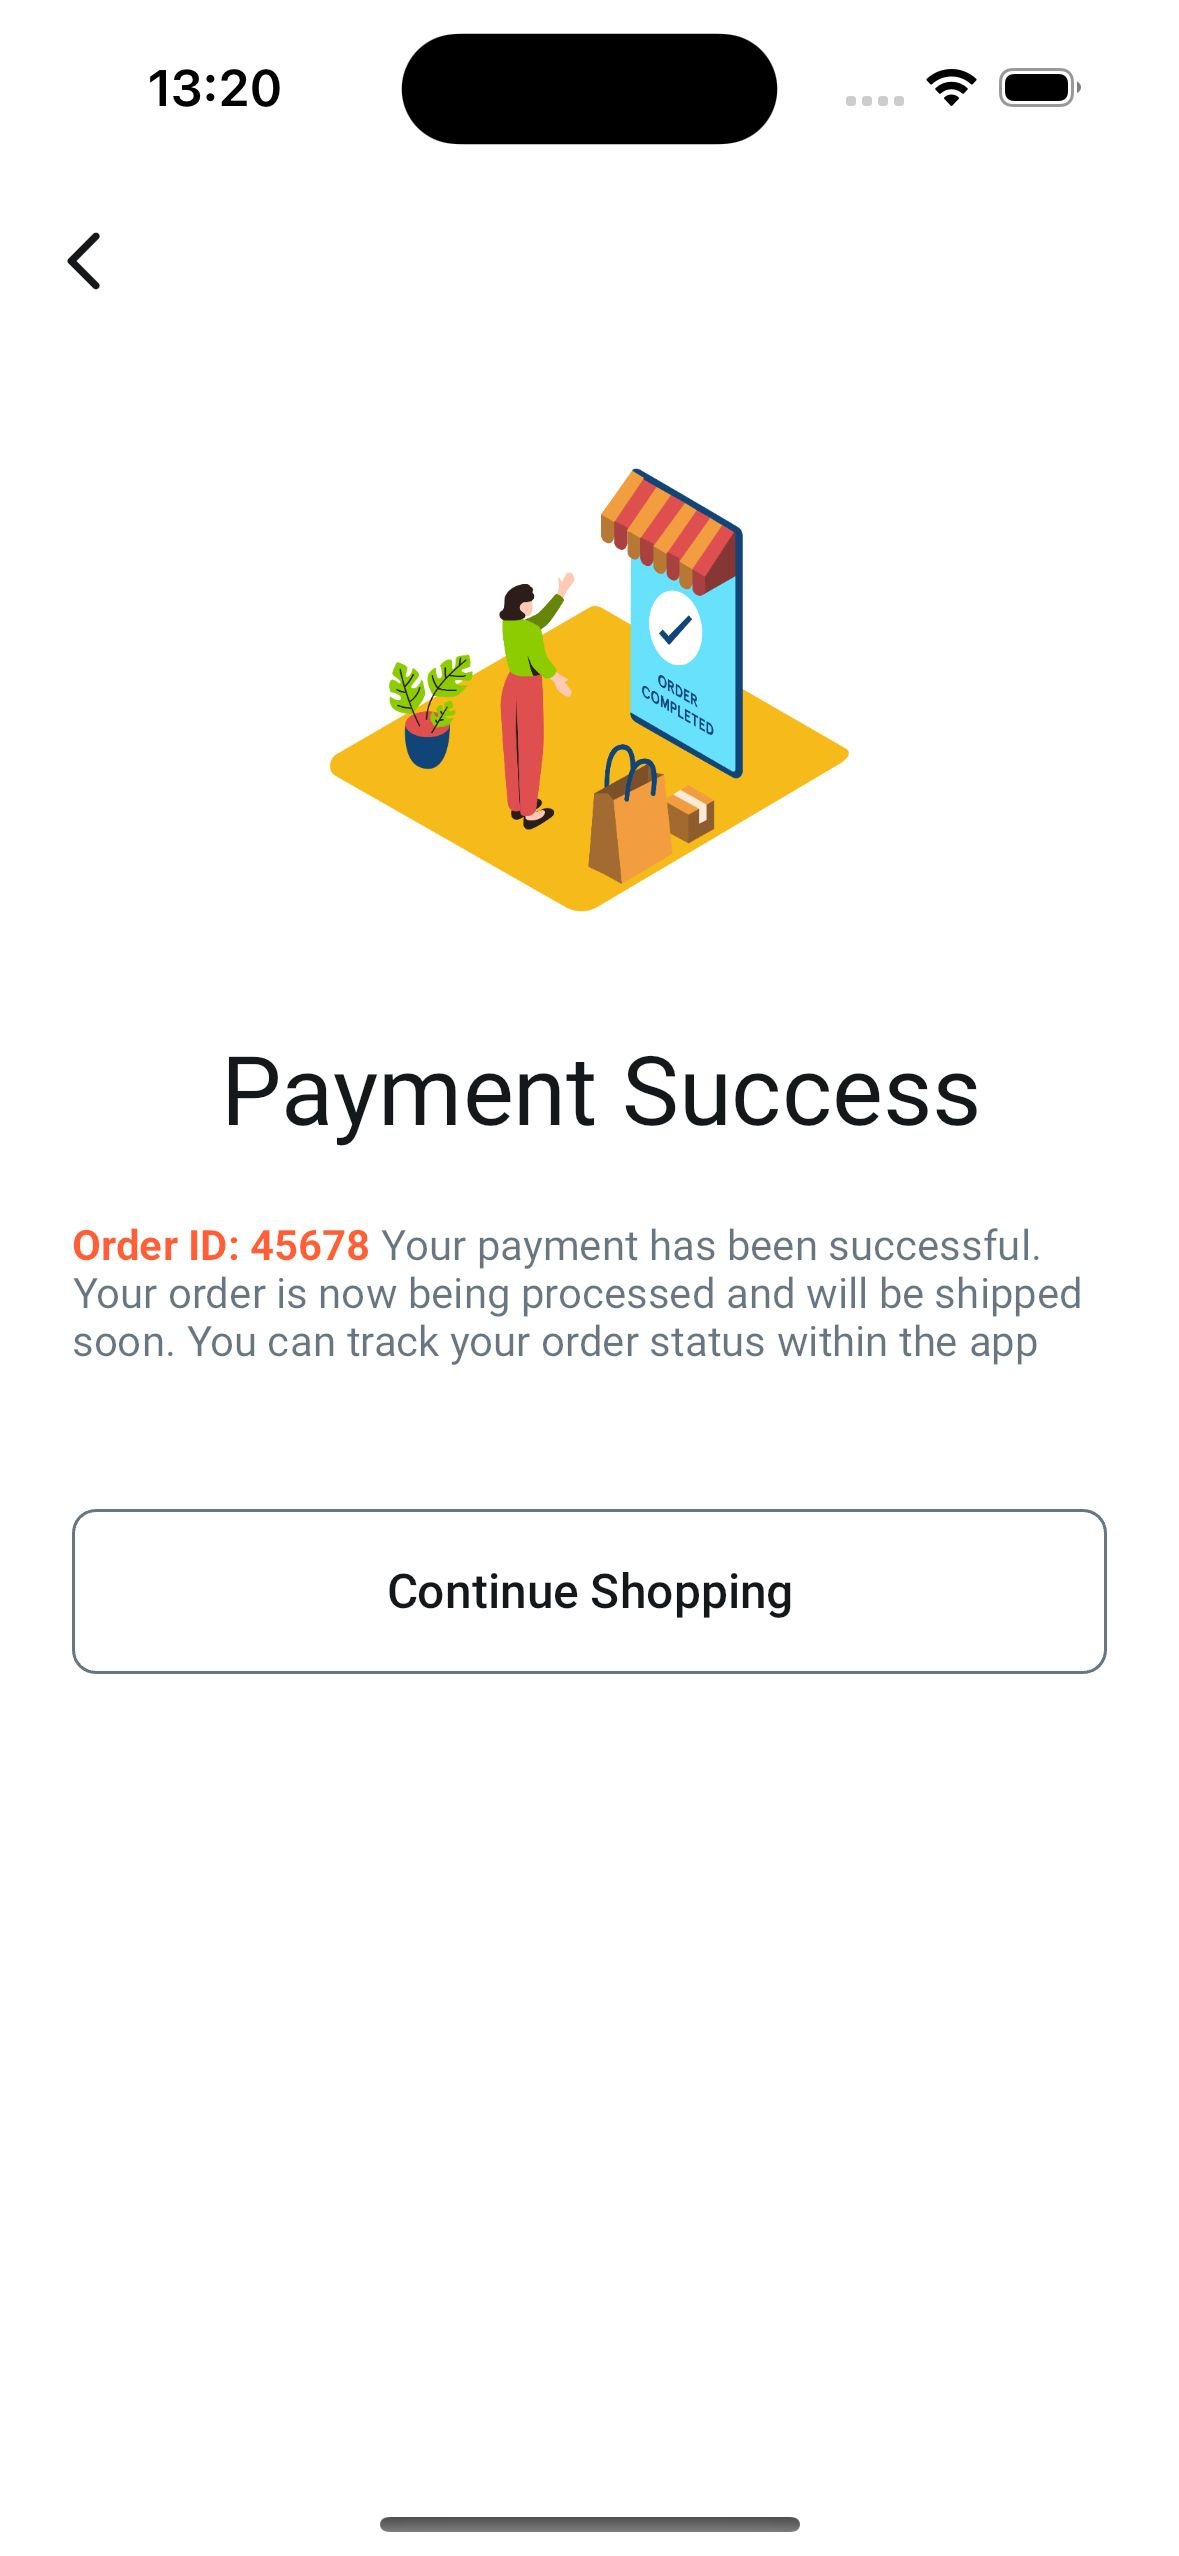 13:20
ORDER
COMPLETED
Payment Success
Order ID: 45678 Your payment has been successful.
Your order is now being processed and will be shipped
soon. You can track your order status within the app
Continue Shopping